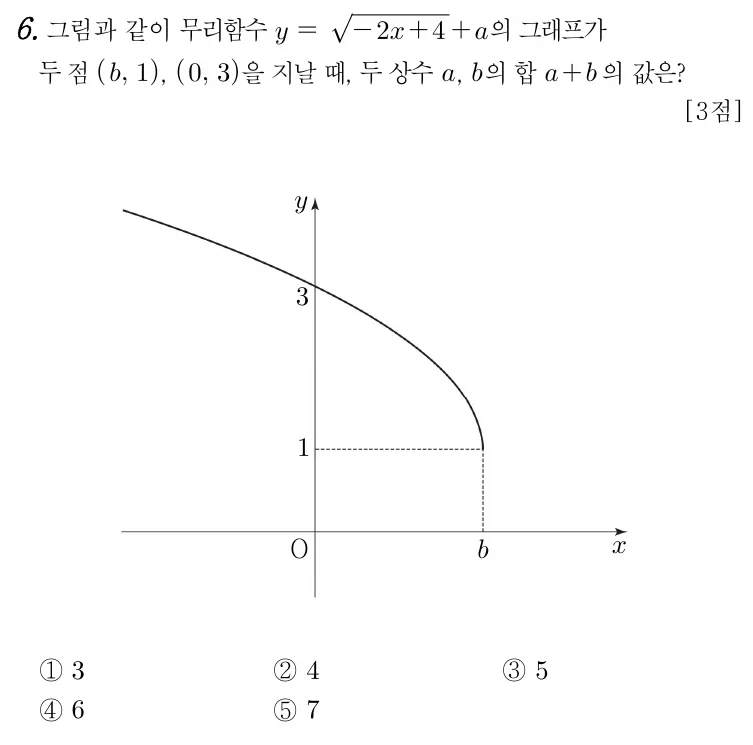 6. 그림과 같이 무리함수 y = √(-2x+4) + a의 그래프가
두 점 (b, 1), (0, 3)을 지날 때, 두 상수 a, b의 합 a+b의 값은?
[3점]
y
3
1
O
b
x
① 3
② 4
③ 5
④ 6
⑤ 7